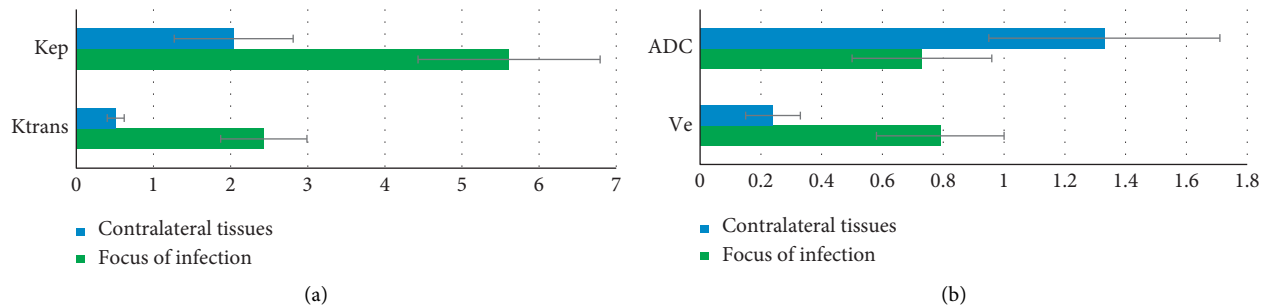 Kep
Ktrans
0 1 2 3 4 5 6 7
Contralateral tissues
Focus of infection
(a)
ADC
Ve
0 0.2 0.4 0.6 0.8 1 1.2 1.4 1.6 1.8
Contralateral tissues
Focus of infection
(b)